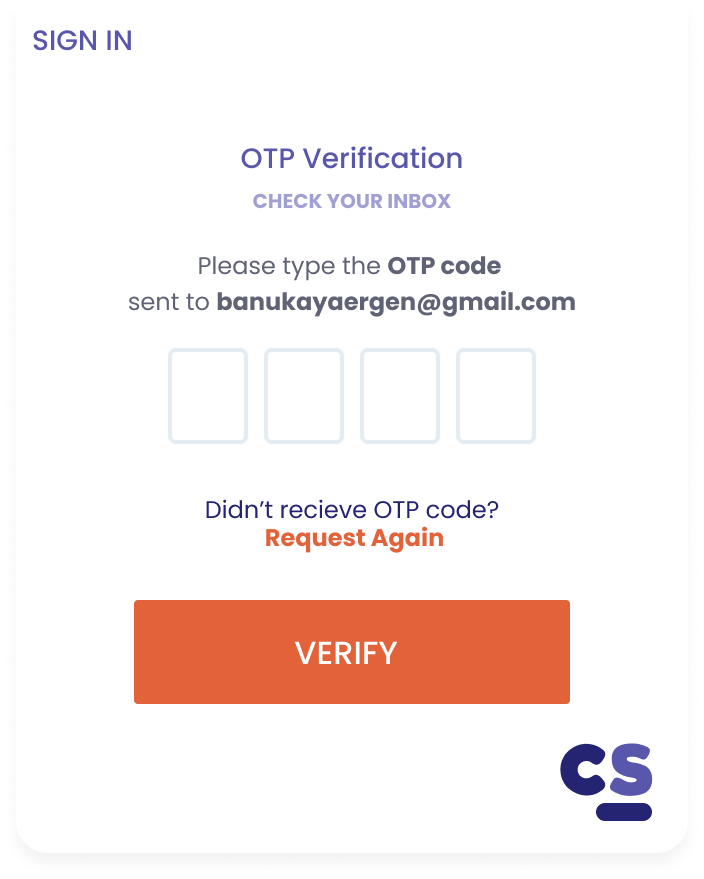 SIGN IN
OTP Verification
CHECK YOUR INBOX
Please type the OTP code
sent to banukayaergen@gmail.com
Didn’t recieve OTP code?
Request Again
VERIFY
CS